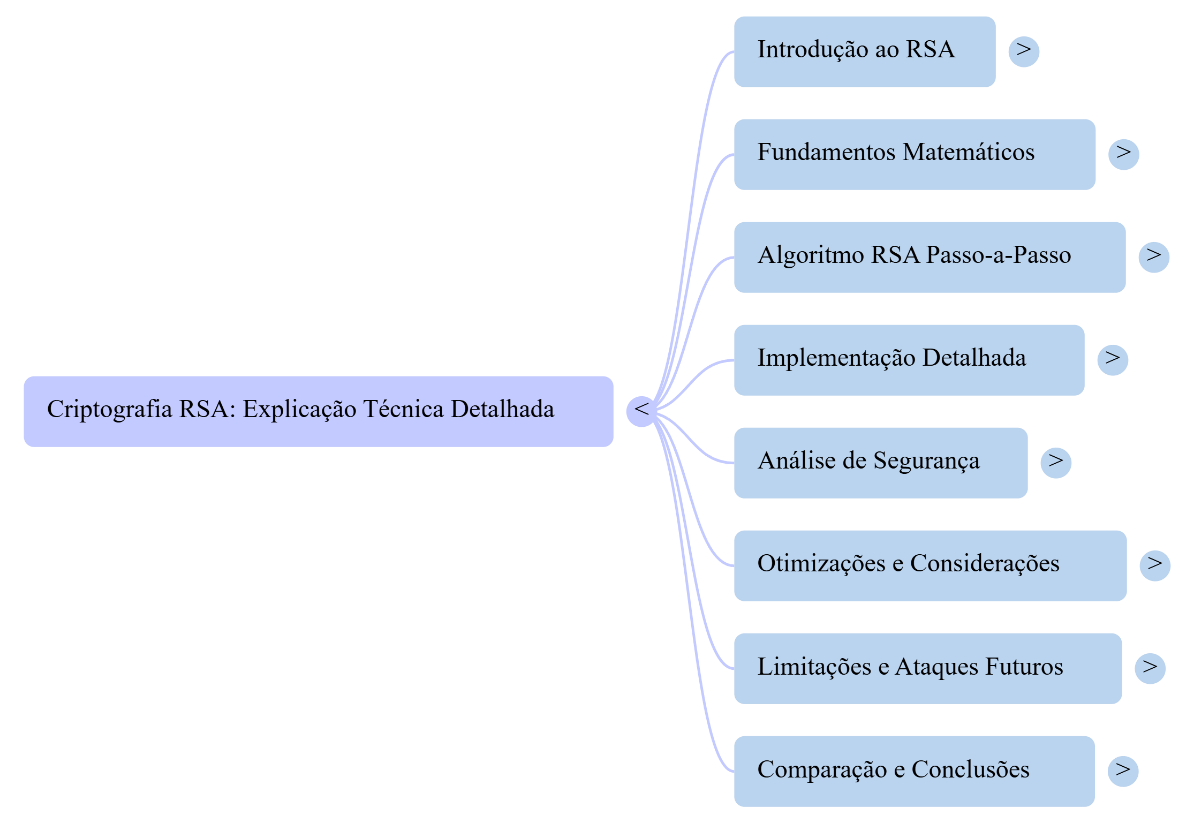 Introdução ao RSA >
Fundamentos Matemáticos >
Algoritmo RSA Passo-a-Passo >
Implementação Detalhada >
Criptografia RSA: Explicação Técnica Detalhada <
Análise de Segurança >
Otimizações e Considerações >
Limitações e Ataques Futuros >
Comparação e Conclusões >